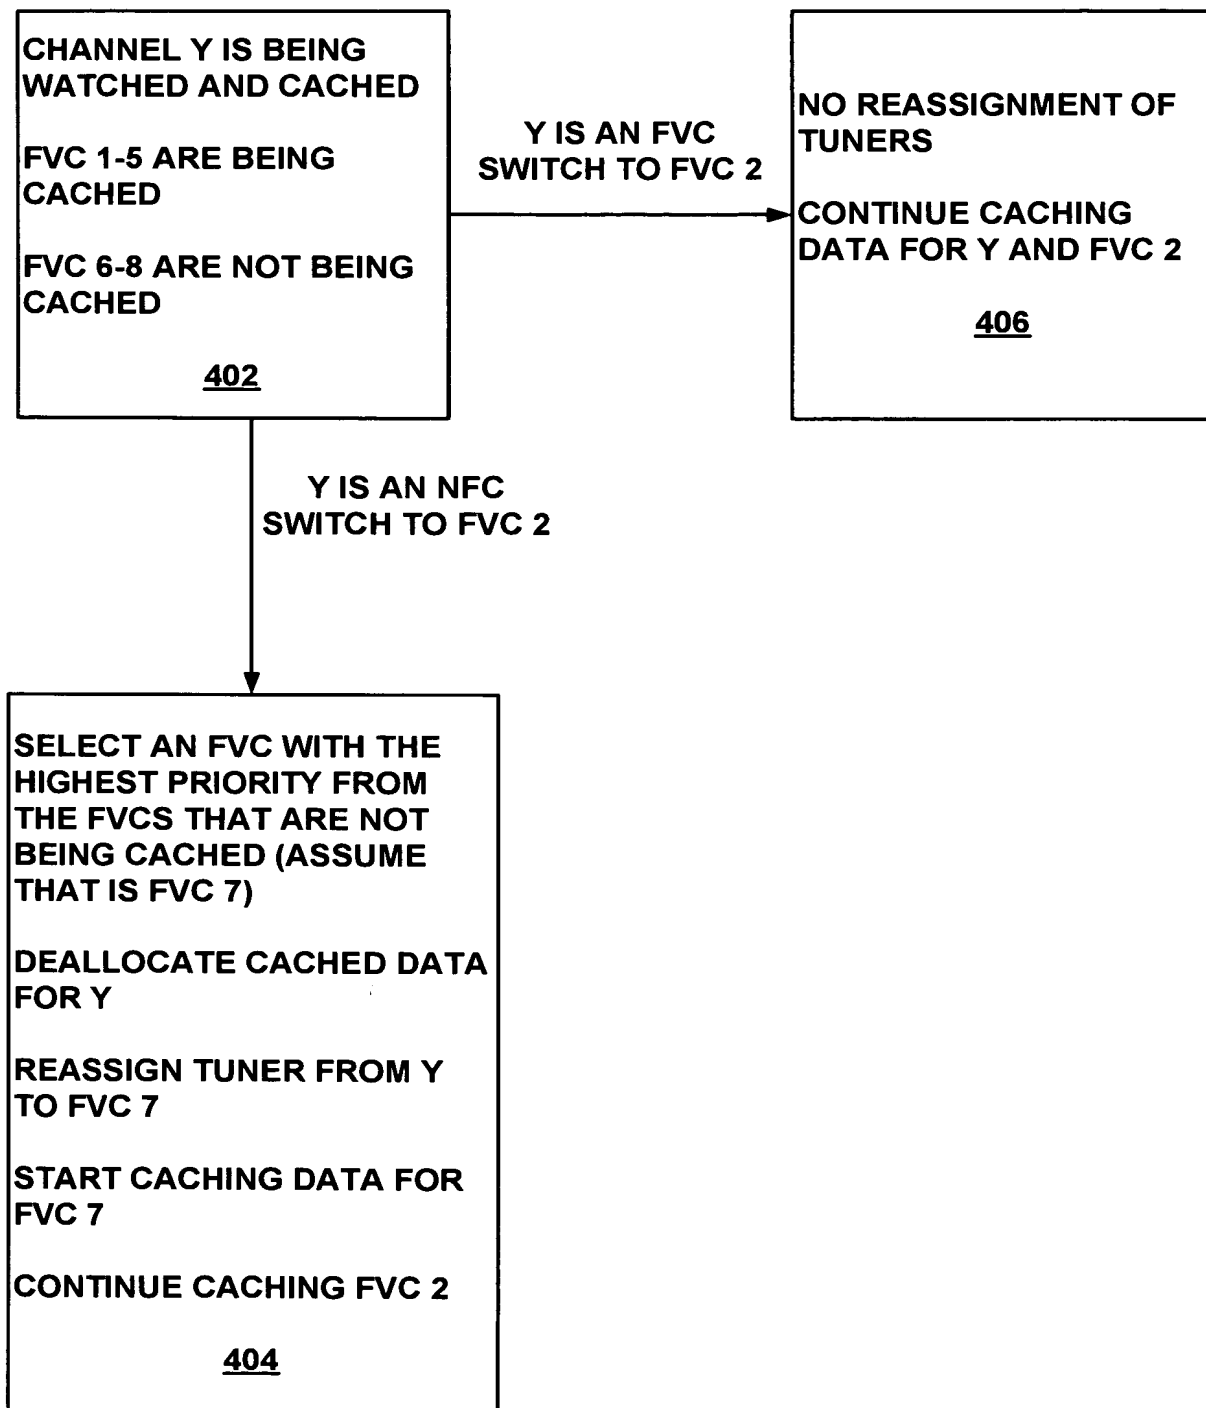 CHANNEL Y IS BEING
WATCHED AND CACHED
FVC 1-5 ARE BEING
CACHED
FVC 6-8 ARE NOT BEING
CACHED
402
Y IS AN FVC
SWITCH TO FVC 2
NO REASSIGNMENT OF
TUNERS
CONTINUE CACHING
DATA FOR Y AND FVC 2
406
Y IS AN NFC
SWITCH TO FVC 2
SELECT AN FVC WITH THE
HIGHEST PRIORITY FROM
THE FVCS THAT ARE NOT
BEING CACHED (ASSUME
THAT IS FVC 7)
DEALLOCATE CACHED DATA
FOR Y
REASSIGN TUNER FROM Y
TO FVC 7
START CACHING DATA FOR
FVC 7
CONTINUE CACHING FVC 2
404